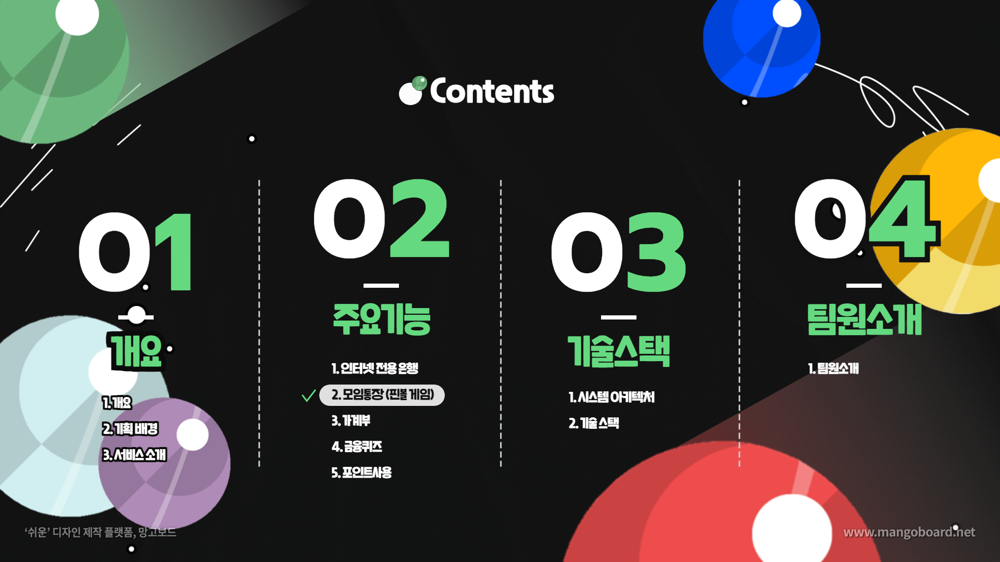 Contents
01
개요
1. 개요
2. 기획 배경
3. 서비스 소개
02
주요기능
1. 인터넷 전용 은행
2. 모임통장 (핀볼 게임)
3. 가계부
4. 금융퀴즈
5. 포인트사용
03
기술스택
1. 시스템 아키텍처
2. 기술 스택
04
팀원소개
1. 팀원소개
‘쉬운’ 디자인 제작 플랫폼, 망고보드
www.mangoboard.net